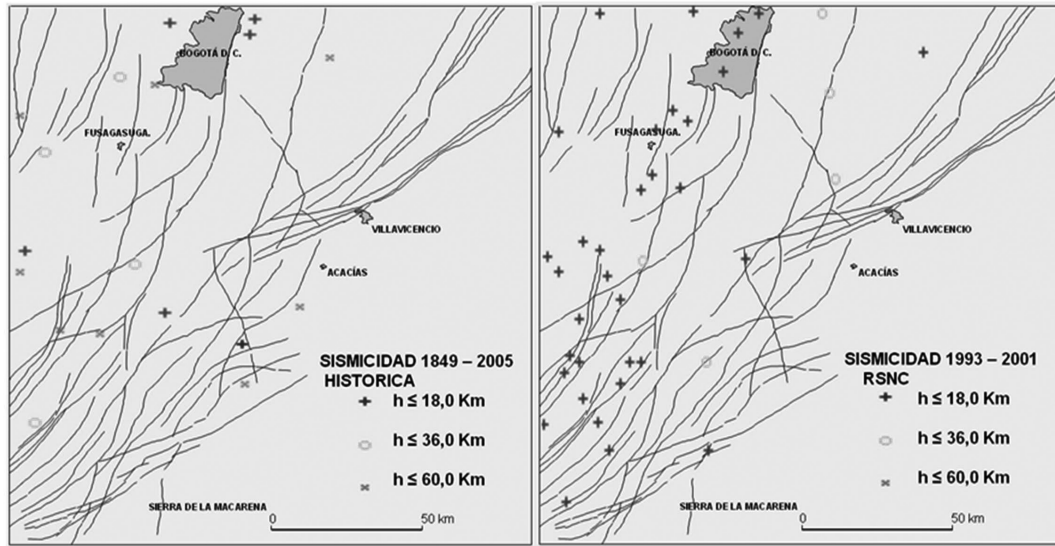 BOGOTÁ D. C.
FUSAGASUGA.
VILLAVICENCIO
ACACÍAS
SISMICIDAD 1849 – 2005
HISTORICA
h ≤ 18,0 Km
h ≤ 36,0 Km
h ≤ 60,0 Km
SIERRA DE LA MACARENA
0 50 km
BOGOTÁ D. C.
FUSAGASUGA.
VILLAVICENCIO
ACACÍAS
SISMICIDAD 1993 – 2001
RSNC
h ≤ 18,0 Km
h ≤ 36,0 Km
h ≤ 60,0 Km
SIERRA DE LA MACARENA
0 50 km